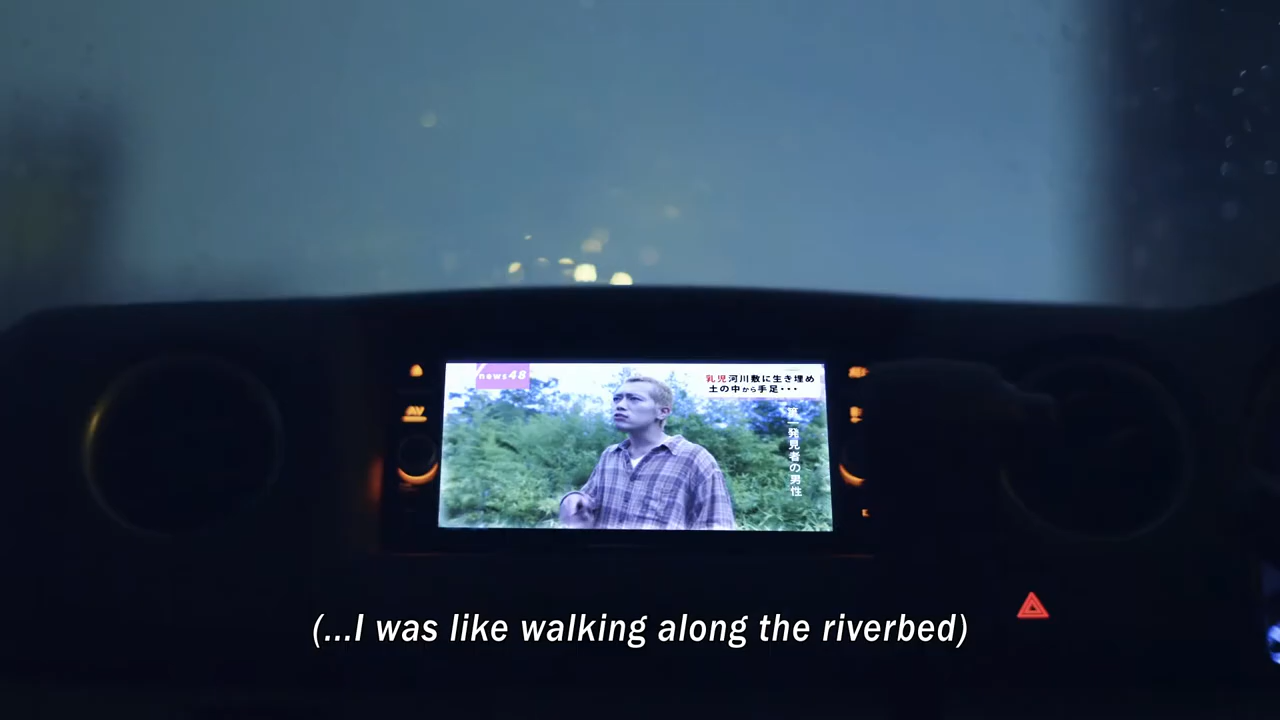 news48
乳児河川敷に生き埋め
土の中から手足・・・
第一発見者の男性
AV
(...I was like walking along the riverbed)